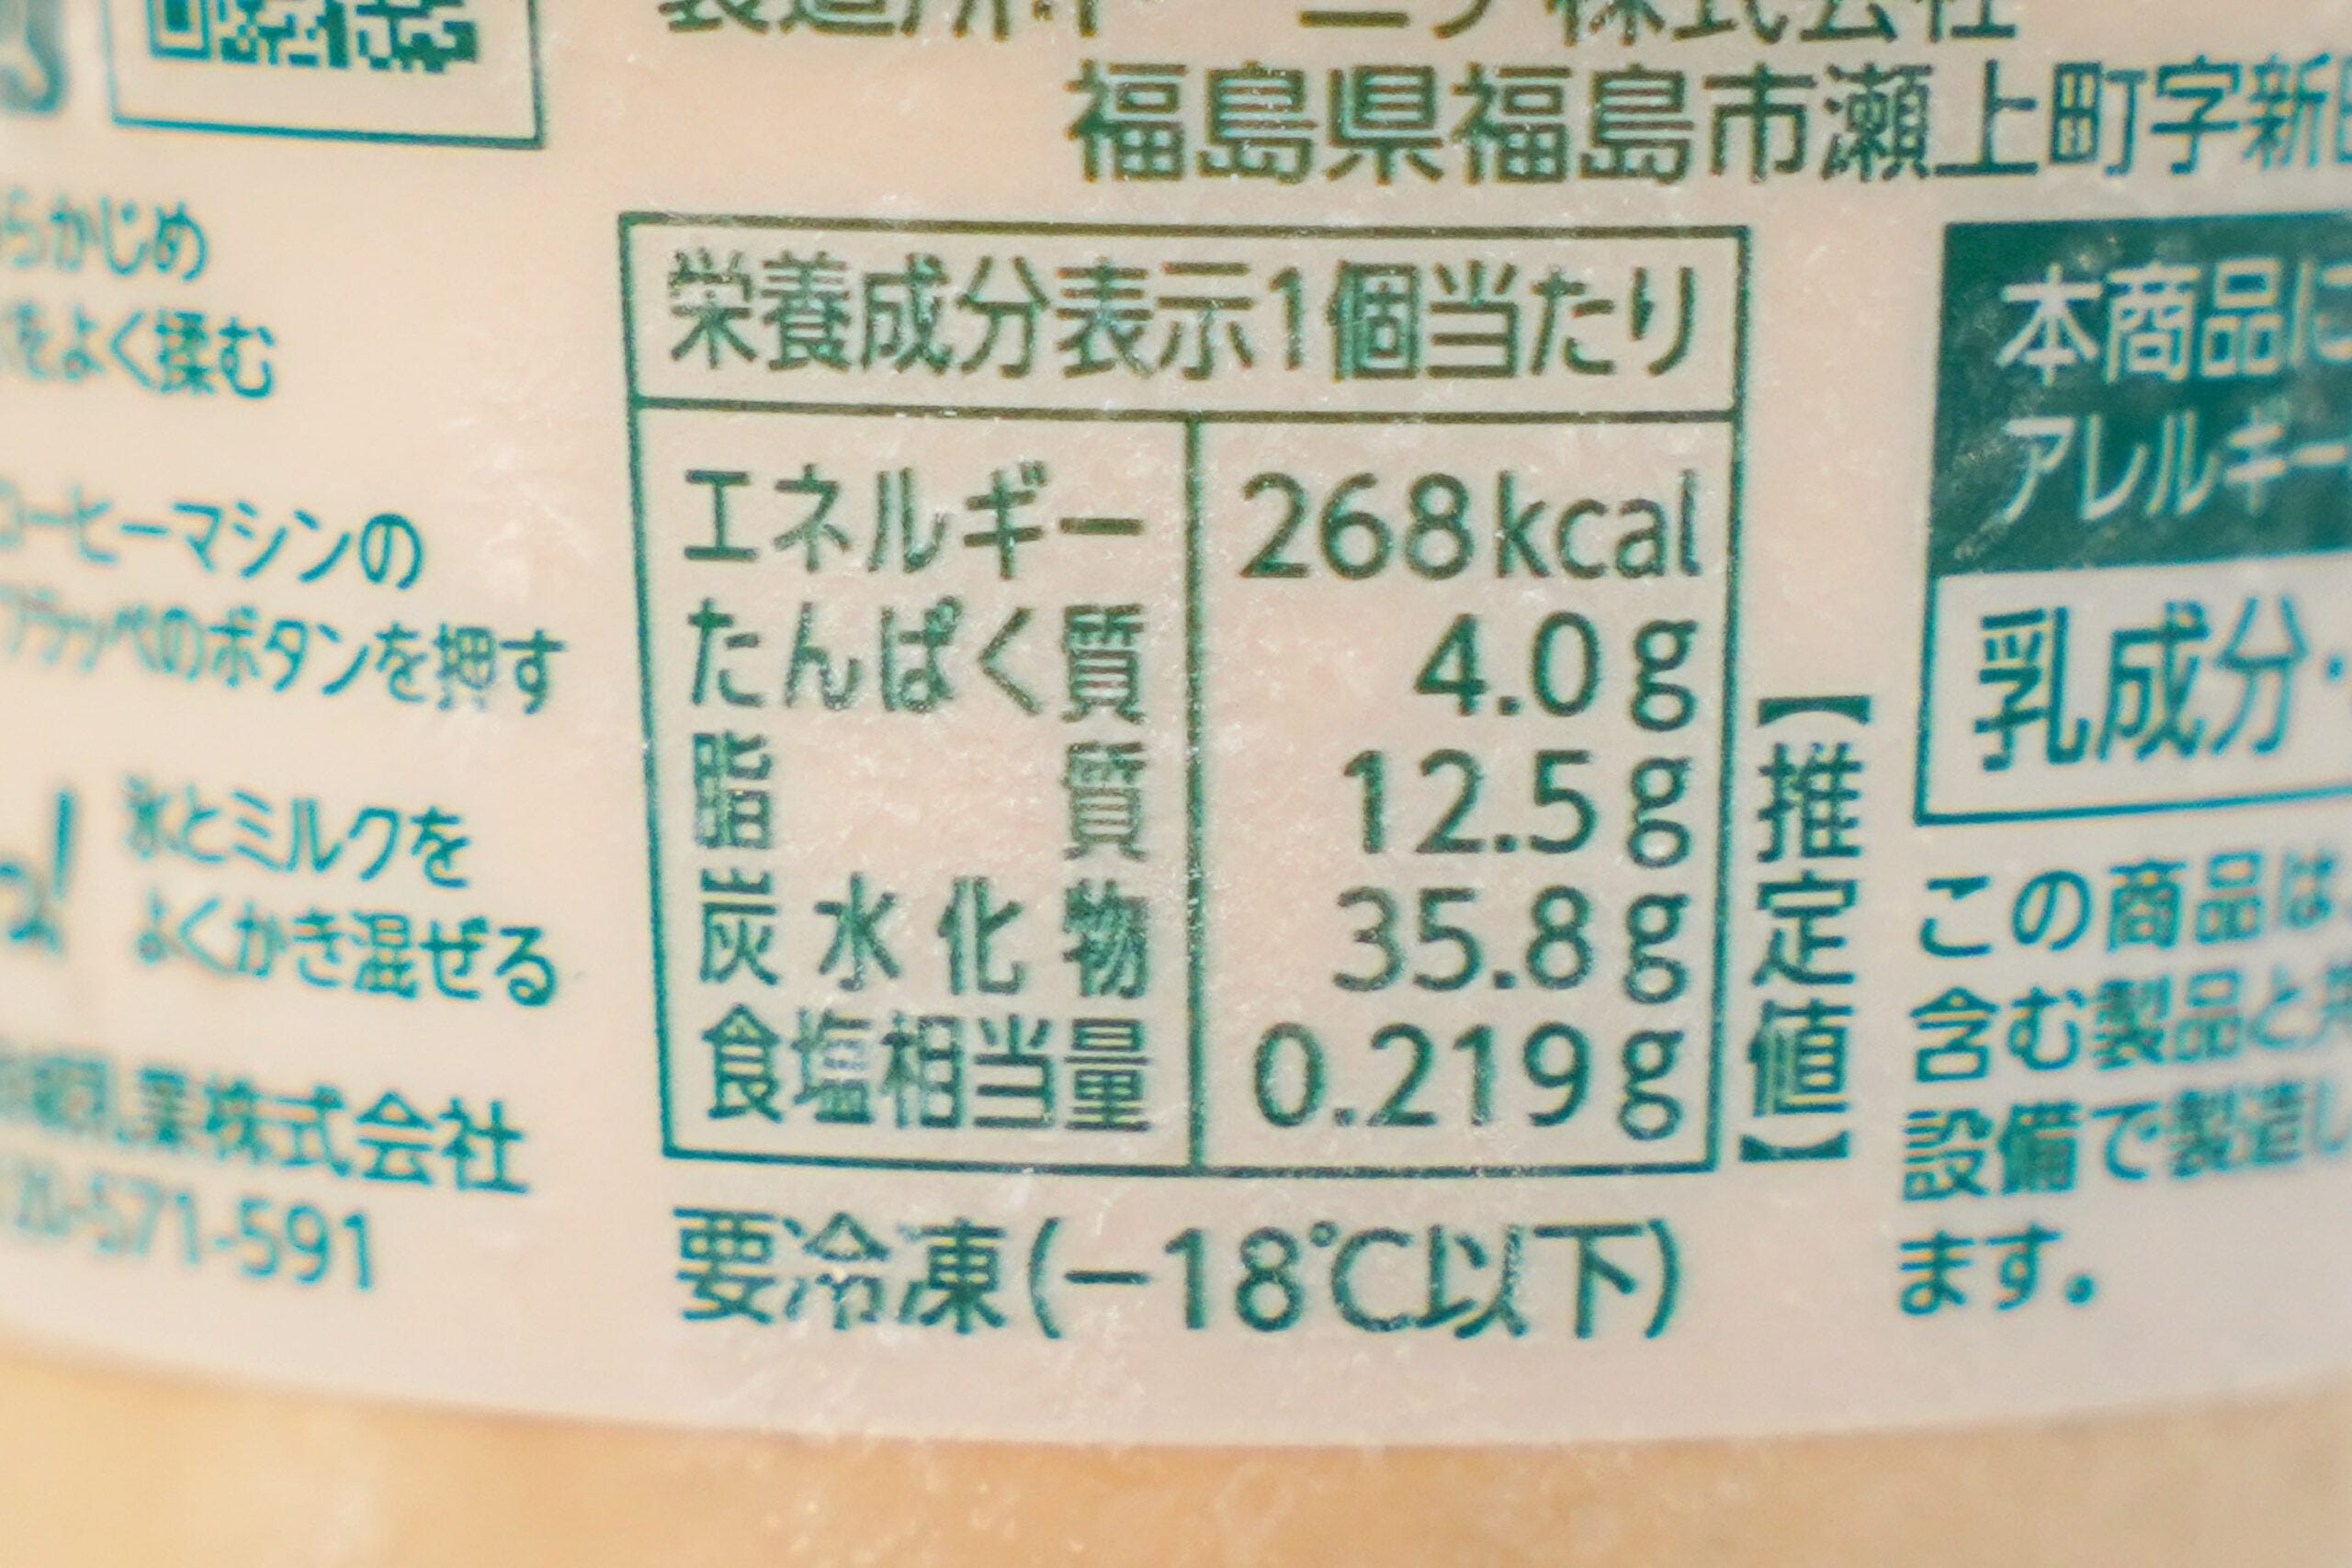 福島県福島市瀬上町字新
らかじめ
をよく揉む
コーヒーマシンの
フラッペのボタンを押す
氷とミルクを
よくかき混ぜる
乳業株式会社
20-571-591
栄養成分表示1個当たり
エネルギー 268kcal
たんぱく質 4.0g
脂質 12.5g
炭水化物 35.8g
食塩相当量 0.219g
【推定値】
要冷凍(−18℃以下)
本商品に
アレルギー
乳成分・
この商品は
含む製品と
設備で製造し
ます。